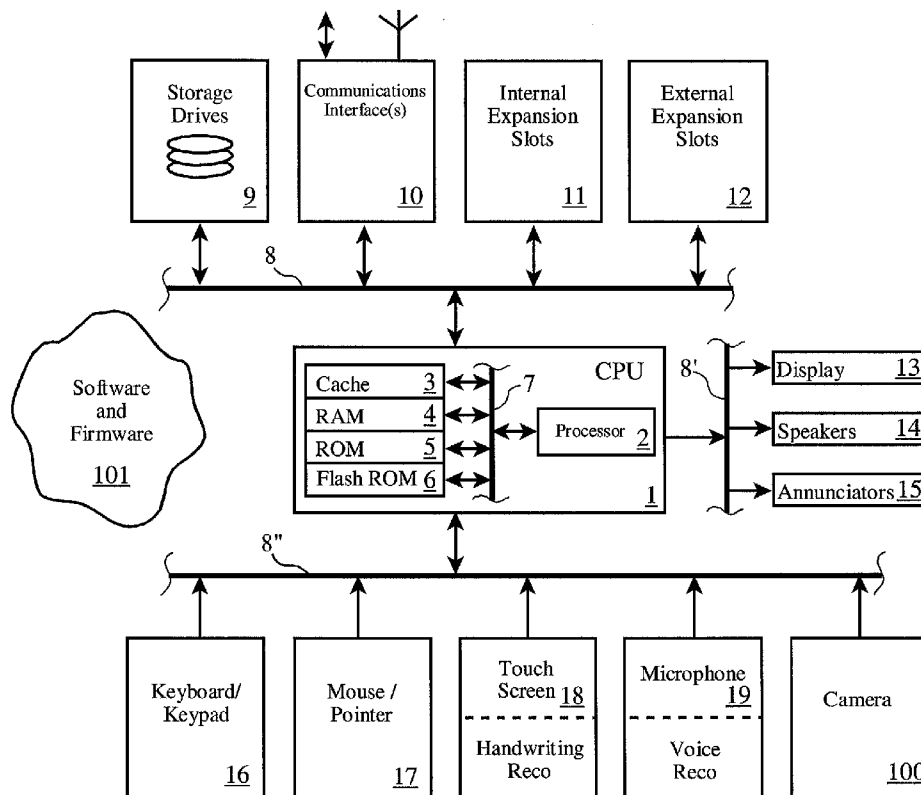 Storage
Drives
9
Communications
Interface(s)
10
Internal
Expansion
Slots
11
External
Expansion
Slots
12
8
Software
and
Firmware
101
CPU
Cache 3
RAM 4
ROM 5
Flash ROM 6
7
Processor 2
1
8'
Display 13
Speakers 14
Annunciators 15
8"
Keyboard/
Keypad
16
Mouse /
Pointer
17
Touch
Screen 18
Handwriting
Reco
Microphone
19
Voice
Reco
Camera
100